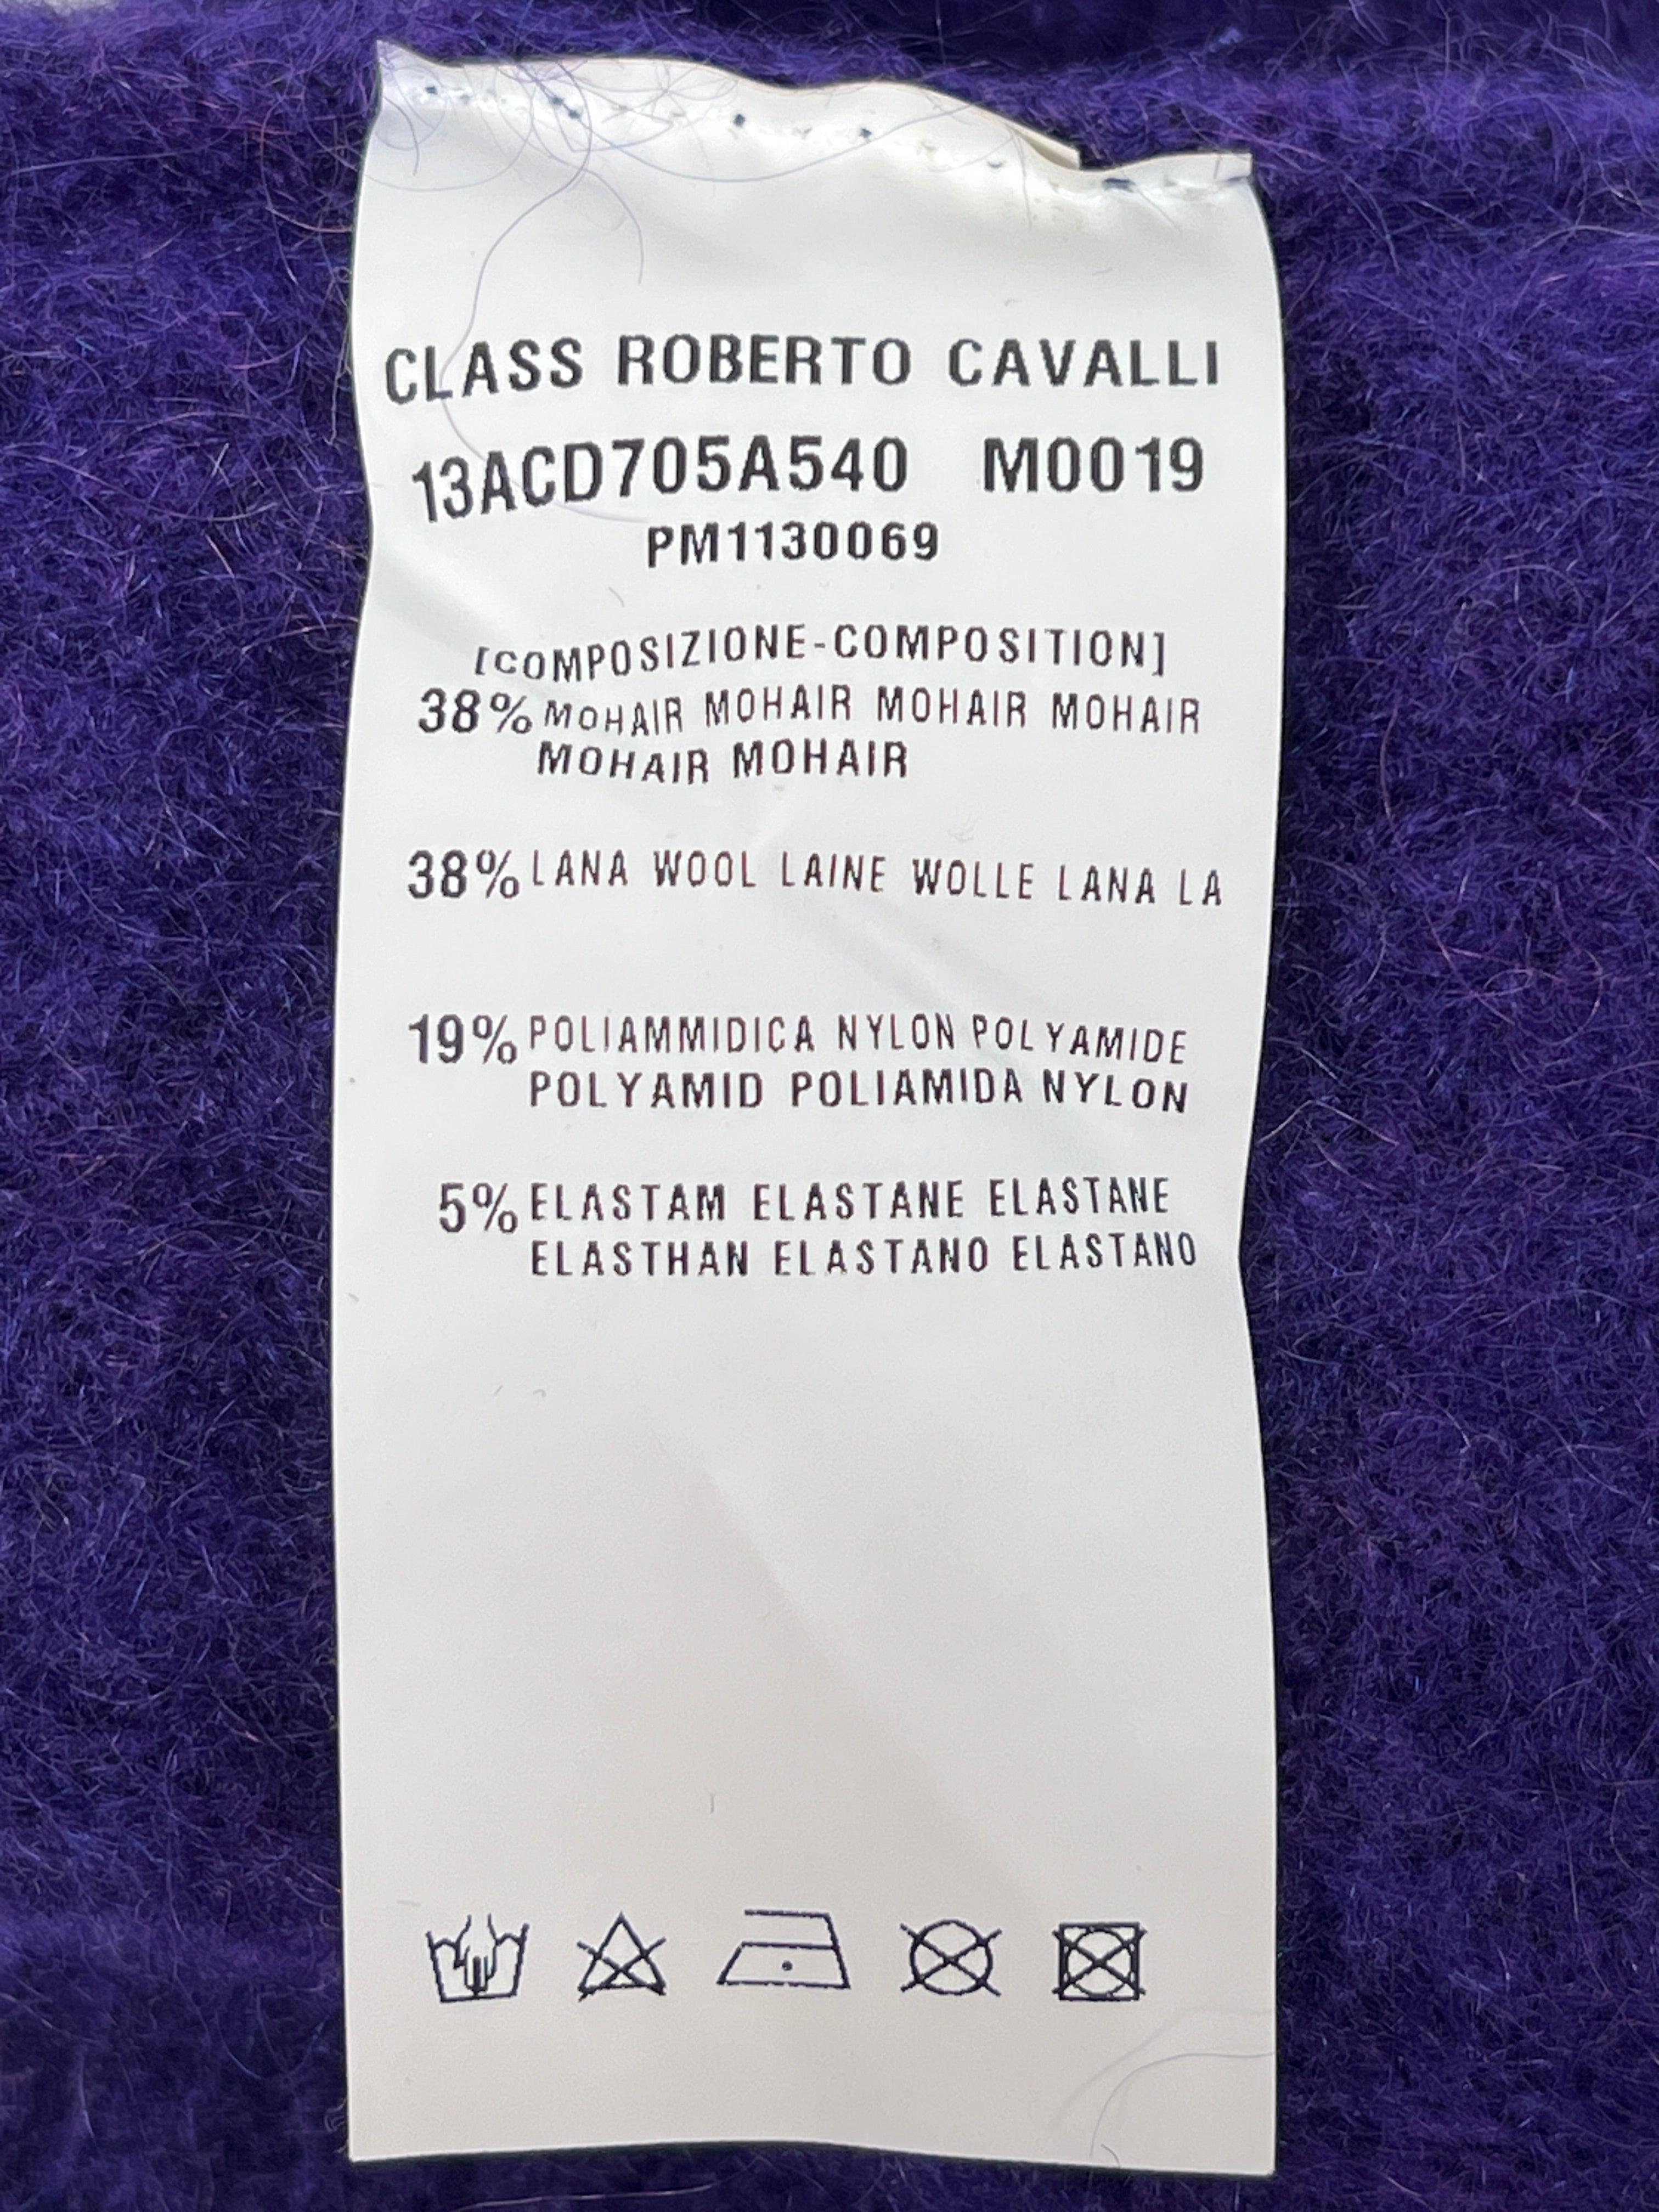 CLASS ROBERTO CAVALLI
13ACD705A540 M0019
PM1130069
[COMPOSIZIONE-COMPOSITION]
38% MOHAIR MOHAIR MOHAIR MOHAIR
MOHAIR MOHAIR
38% LANA WOOL LAINE WOLLE LANA LA
19% POLIAMMIDICA NYLON POLYAMIDE
POLYAMID POLIAMIDA NYLON
5% ELASTAM ELASTANE ELASTANE
ELASTHAN ELASTANO ELASTANO